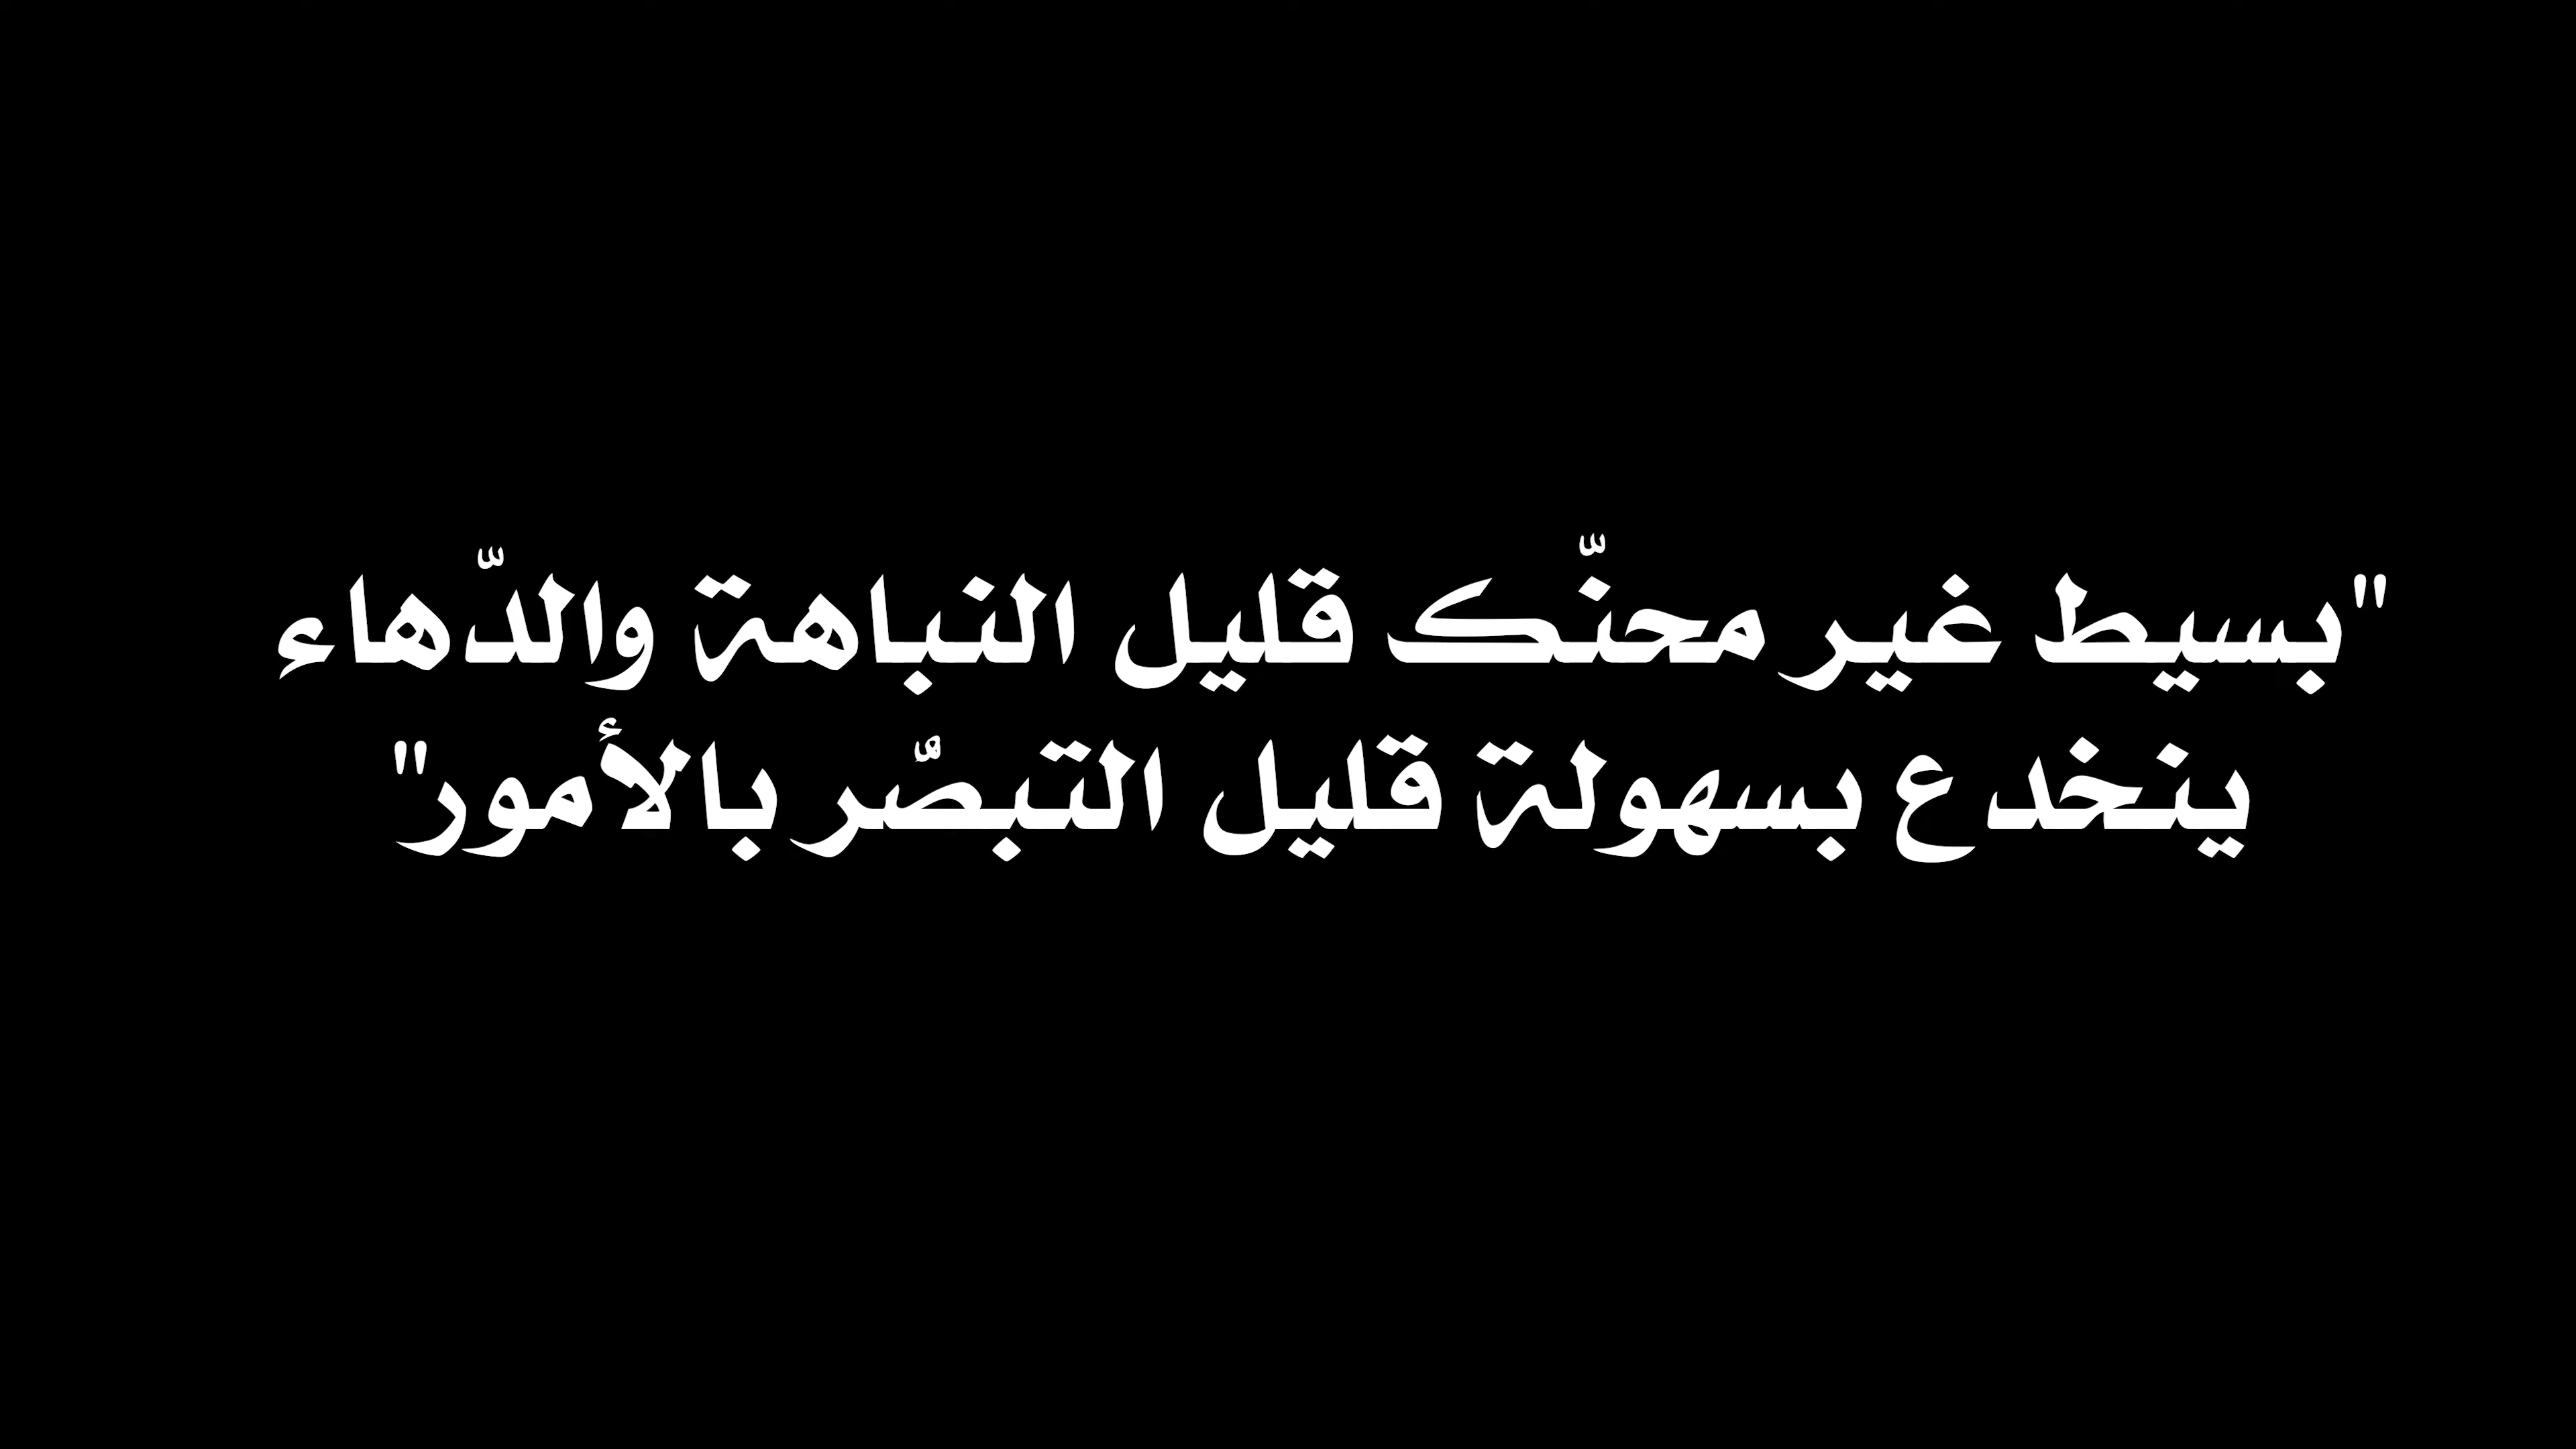 "بسيط غير محنّك قليل النباهة والدّهاء
ينخدع بسهولة قليل التبصُّر بالأمور"